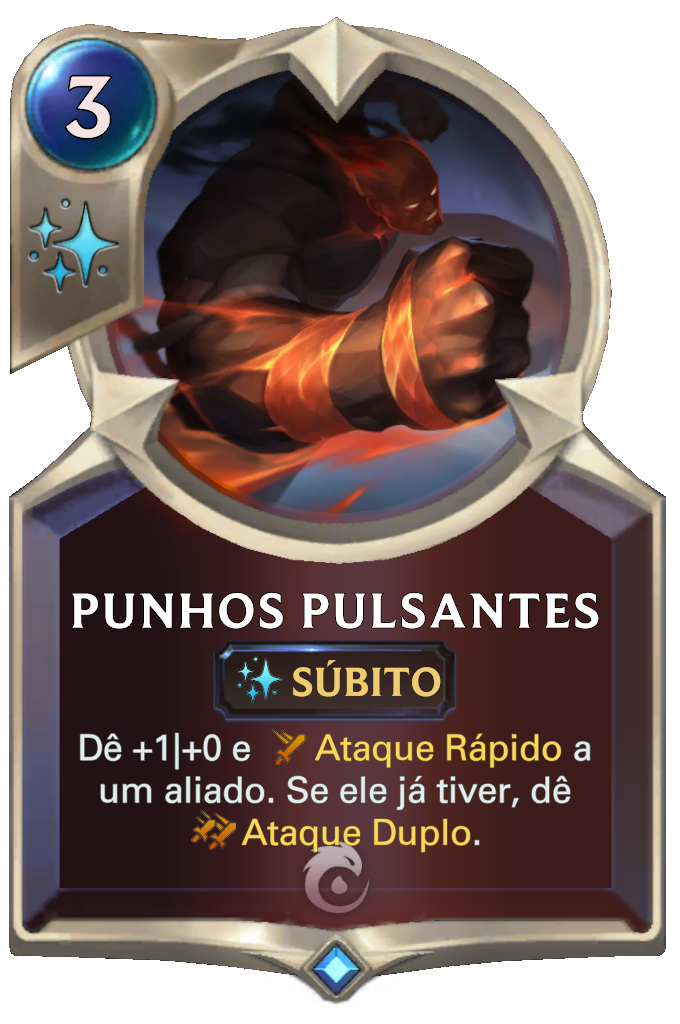 3
PUNHOS PULSANTES
SÚBITO
Dê +1|+0 e Ataque Rápido a
um aliado. Se ele já tiver, dê
Ataque Duplo.